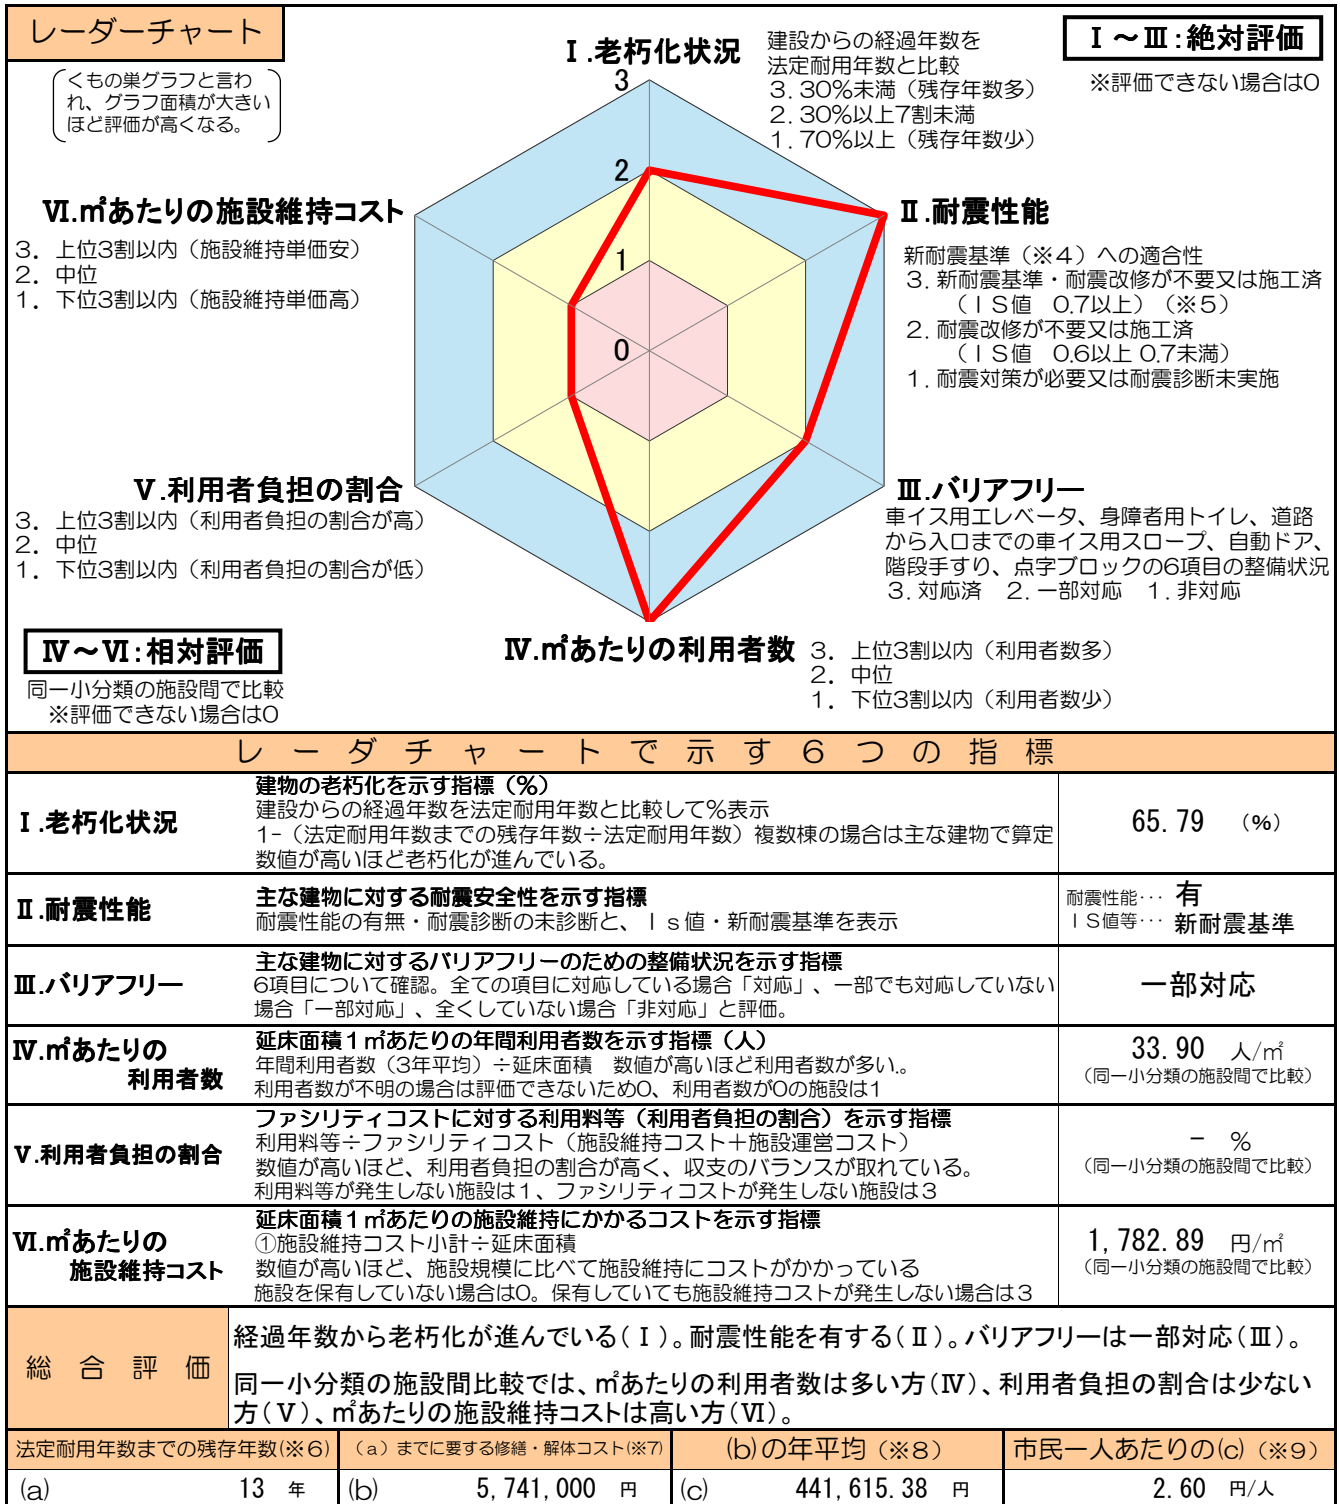 レーダーチャート
くもの巣グラフと言わ
れ、グラフ面積が大きい
ほど評価が高くなる。
Ⅰ.老朽化状況
建設からの経過年数を
法定耐用年数と比較
3. 30%未満（残存年数多）
2. 30%以上7割未満
1. 70%以上（残存年数少）
Ⅰ～Ⅲ:絶対評価
※評価できない場合は0
3
2
1
0
Ⅵ.㎡あたりの施設維持コスト
3. 上位3割以内（施設維持単価安）
2. 中位
1. 下位3割以内（施設維持単価高）
Ⅱ.耐震性能
新耐震基準（※4）への適合性
3. 新耐震基準・耐震改修が不要又は施工済
（ＩＳ値 0.7以上）（※5）
2. 耐震改修が不要又は施工済
（ＩＳ値 0.6以上 0.7未満）
1. 耐震対策が必要又は耐震診断未実施
Ⅴ.利用者負担の割合
3. 上位3割以内（利用者負担の割合が高）
2. 中位
1. 下位3割以内（利用者負担の割合が低）
Ⅲ.バリアフリー
車イス用エレベータ、身障者用トイレ、道路
から入口までの車イス用スロープ、自動ドア、
階段手すり、点字ブロックの6項目の整備状況
3. 対応済 2. 一部対応 1. 非対応
Ⅳ～Ⅵ:相対評価
同一小分類の施設間で比較
※評価できない場合は0
Ⅳ.㎡あたりの利用者数
3. 上位3割以内（利用者数多）
2. 中位
1. 下位3割以内（利用者数少）
レーダチャートで示す6つの指標
Ⅰ.老朽化状況
建物の老朽化を示す指標（%）
建設からの経過年数を法定耐用年数と比較して%表示
1-（法定耐用年数までの残存年数÷法定耐用年数）複数棟の場合は主な建物で算定
数値が高いほど老朽化が進んでいる。
65.79 （%）
Ⅱ.耐震性能
主な建物に対する耐震安全性を示す指標
耐震性能の有無・耐震診断の未診断と、Ｉｓ値・新耐震基準を表示
耐震性能… 有
ＩＳ値等… 新耐震基準
Ⅲ.バリアフリー
主な建物に対するバリアフリーのための整備状況を示す指標
6項目について確認。全ての項目に対応している場合「対応」、一部でも対応していない
場合「一部対応」、全くしていない場合「非対応」と評価。
一部対応
Ⅳ.㎡あたりの
利用者数
延床面積１㎡あたりの年間利用者数を示す指標（人）
年間利用者数（3年平均）÷延床面積 数値が高いほど利用者数が多い。
利用者数が不明の場合は評価できないため0、利用者数が0の施設は1
33.90 人/㎡
（同一小分類の施設間で比較）
Ⅴ.利用者負担の割合
ファシリティコストに対する利用料等（利用者負担の割合）を示す指標
利用料等÷ファシリティコスト（施設維持コスト＋施設運営コスト）
数値が高いほど、利用者負担の割合が高く、収支のバランスが取れている。
利用料等が発生しない施設は1、ファシリティコストが発生しない施設は3
- %
（同一小分類の施設間で比較）
Ⅵ.㎡あたりの
施設維持コスト
延床面積１㎡あたりの施設維持にかかるコストを示す指標
①施設維持コスト小計÷延床面積
数値が高いほど、施設規模に比べて施設維持にコストがかかっている
施設を保有していない場合は0。保有していても施設維持コストが発生しない場合は3
1,782.89 円/㎡
（同一小分類の施設間で比較）
総合評価
経過年数から老朽化が進んでいる(Ⅰ)。耐震性能を有する(Ⅱ)。バリアフリーは一部対応(Ⅲ)。
同一小分類の施設間比較では、㎡あたりの利用者数は多い方(Ⅳ)、利用者負担の割合は少ない
方(Ⅴ)、㎡あたりの施設維持コストは高い方(Ⅵ)。
法定耐用年数までの残存年数(※6) （a）までに要する修繕・解体コスト(※7) (b)の年平均（※8） 市民一人あたりの(c)（※9）
(a) 13 年 (b) 5,741,000 円 (c) 441,615.38 円 2.60 円/人